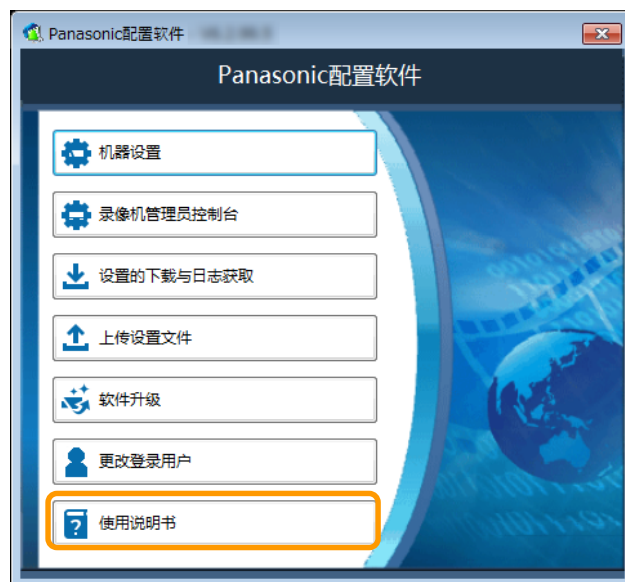 Panasonic配置软件
Panasonic配置软件
机器设置
录像机管理员控制台
设置的下载与日志获取
上传设置文件
软件升级
更改登录用户
使用说明书